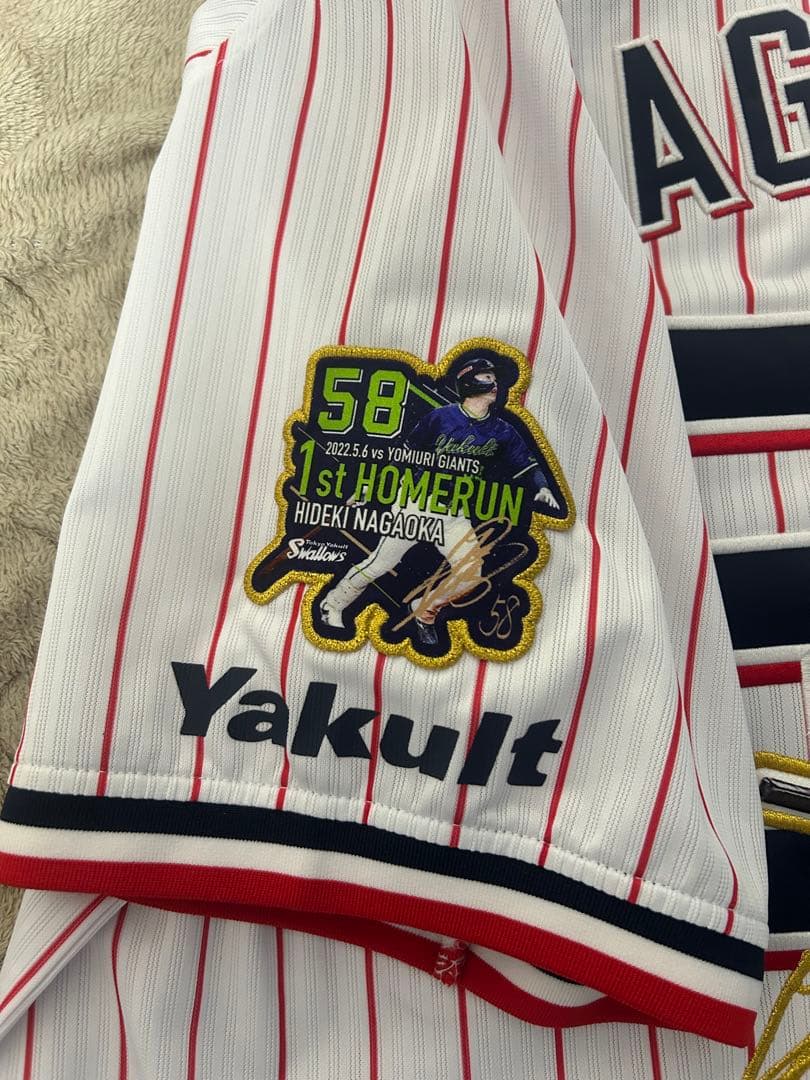 AG
58
Yakult
2022.5.6 vs YOMIURI GIANTS
1st HOMERUN
HIDEKI NAGAOKA
Tokyo Yakult
Swallows
58
Yakult